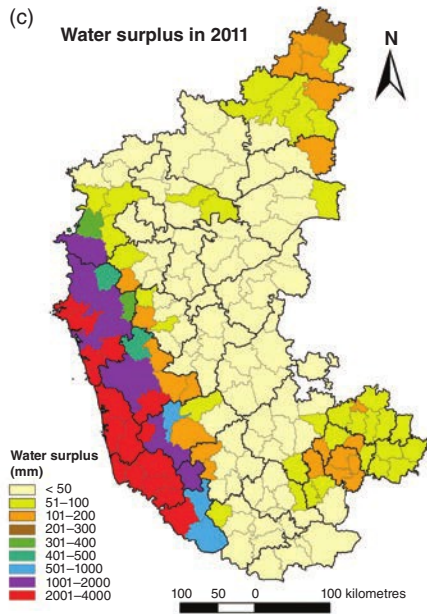 (c)
Water surplus in 2011
N
Water surplus
(mm)
< 50
51–100
101–200
201–300
301–400
401–500
501–1000
1001–2000
2001–4000
100 50 0 100 kilometres